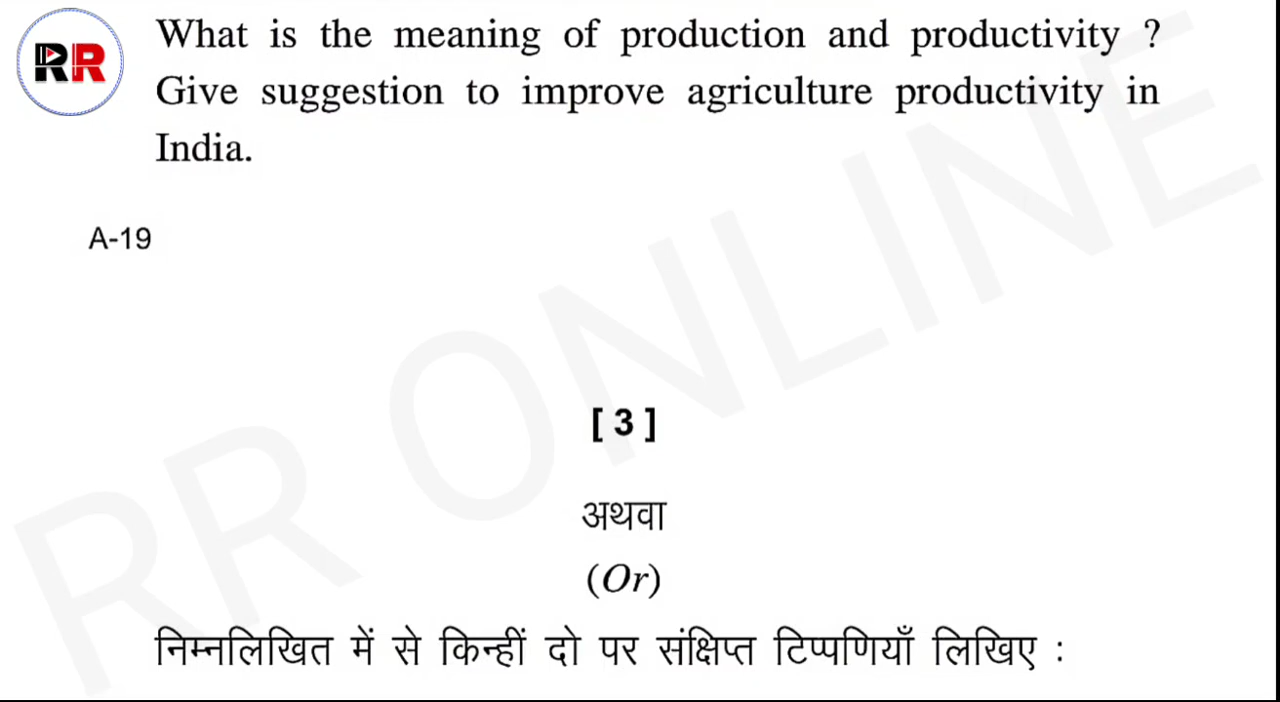 RR
What is the meaning of production and productivity ?
Give suggestion to improve agriculture productivity in
India.
A-19
RR ONLINE
[ 3 ]
अथवा
(Or)
निम्नलिखित में से किन्हीं दो पर संक्षिप्त टिप्पणियाँ लिखिए :